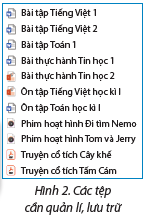 Bài tập Tiếng Việt 1
Bài tập Tiếng Việt 2
Bài tập Toán 1
Bài thực hành Tin học 1
Bài thực hành Tin học 2
Ôn tập Tiếng Việt học kì I
Ôn tập Toán học kì I
Phim hoạt hình Đi tìm Nemo
Phim hoạt hình Tom và Jerry
Truyện cổ tích Cây khế
Truyện cổ tích Tấm Cám
Hình 2. Các tệp
cần quản lí, lưu trữ